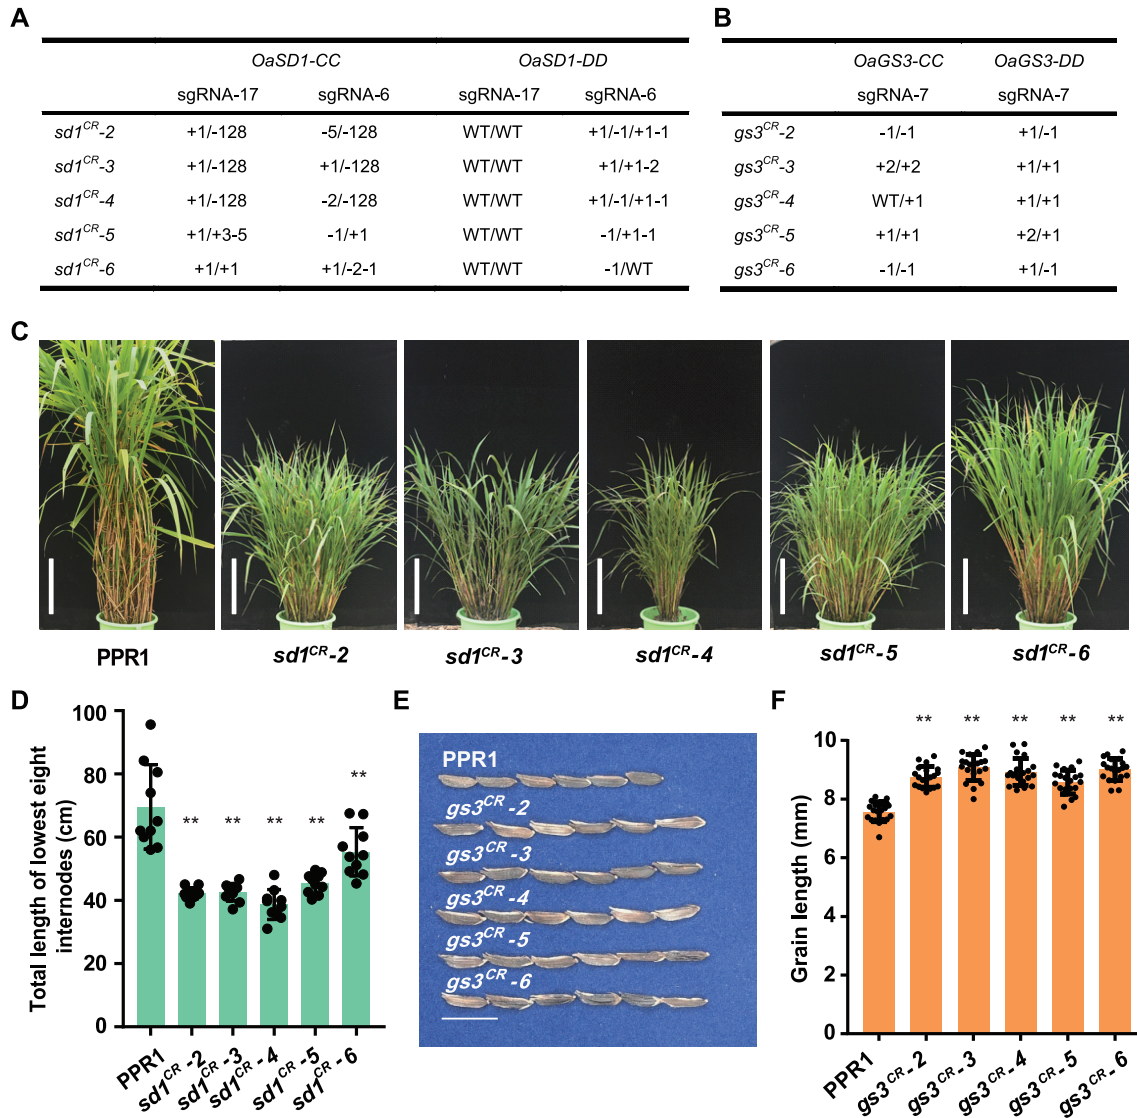 A
OaSD1-CC OaSD1-DD
sgRNA-17 sgRNA-6 sgRNA-17 sgRNA-6
sd1CR-2 +1/-128 -5/-128 WT/WT +1/-1/+1-1
sd1CR-3 +1/-128 +1/-128 WT/WT +1/+1-2
sd1CR-4 +1/-128 -2/-128 WT/WT +1/-1/+1-1
sd1CR-5 +1/+3-5 -1/+1 WT/WT -1/+1-1
sd1CR-6 +1/+1 +1/-2-1 WT/WT -1/WT
B
OaGS3-CC OaGS3-DD
sgRNA-7 sgRNA-7
gs3CR-2 -1/-1 +1/-1
gs3CR-3 +2/+2 +1/+1
gs3CR-4 WT/+1 +1/+1
gs3CR-5 +1/+1 +2/+1
gs3CR-6 -1/-1 +1/-1
C
PPR1 sd1CR-2 sd1CR-3 sd1CR-4 sd1CR-5 sd1CR-6
D
Total length of lowest eight
internodes (cm)
100
80
60
40
20
0
** ** ** ** **
PPR1 sd1CR-2 sd1CR-3 sd1CR-4 sd1CR-5 sd1CR-6
E
PPR1
gs3CR-2
gs3CR-3
gs3CR-4
gs3CR-5
gs3CR-6
F
Grain length (mm)
10
8
6
4
2
0
** ** ** ** **
PPR1 gs3CR-2 gs3CR-3 gs3CR-4 gs3CR-5 gs3CR-6